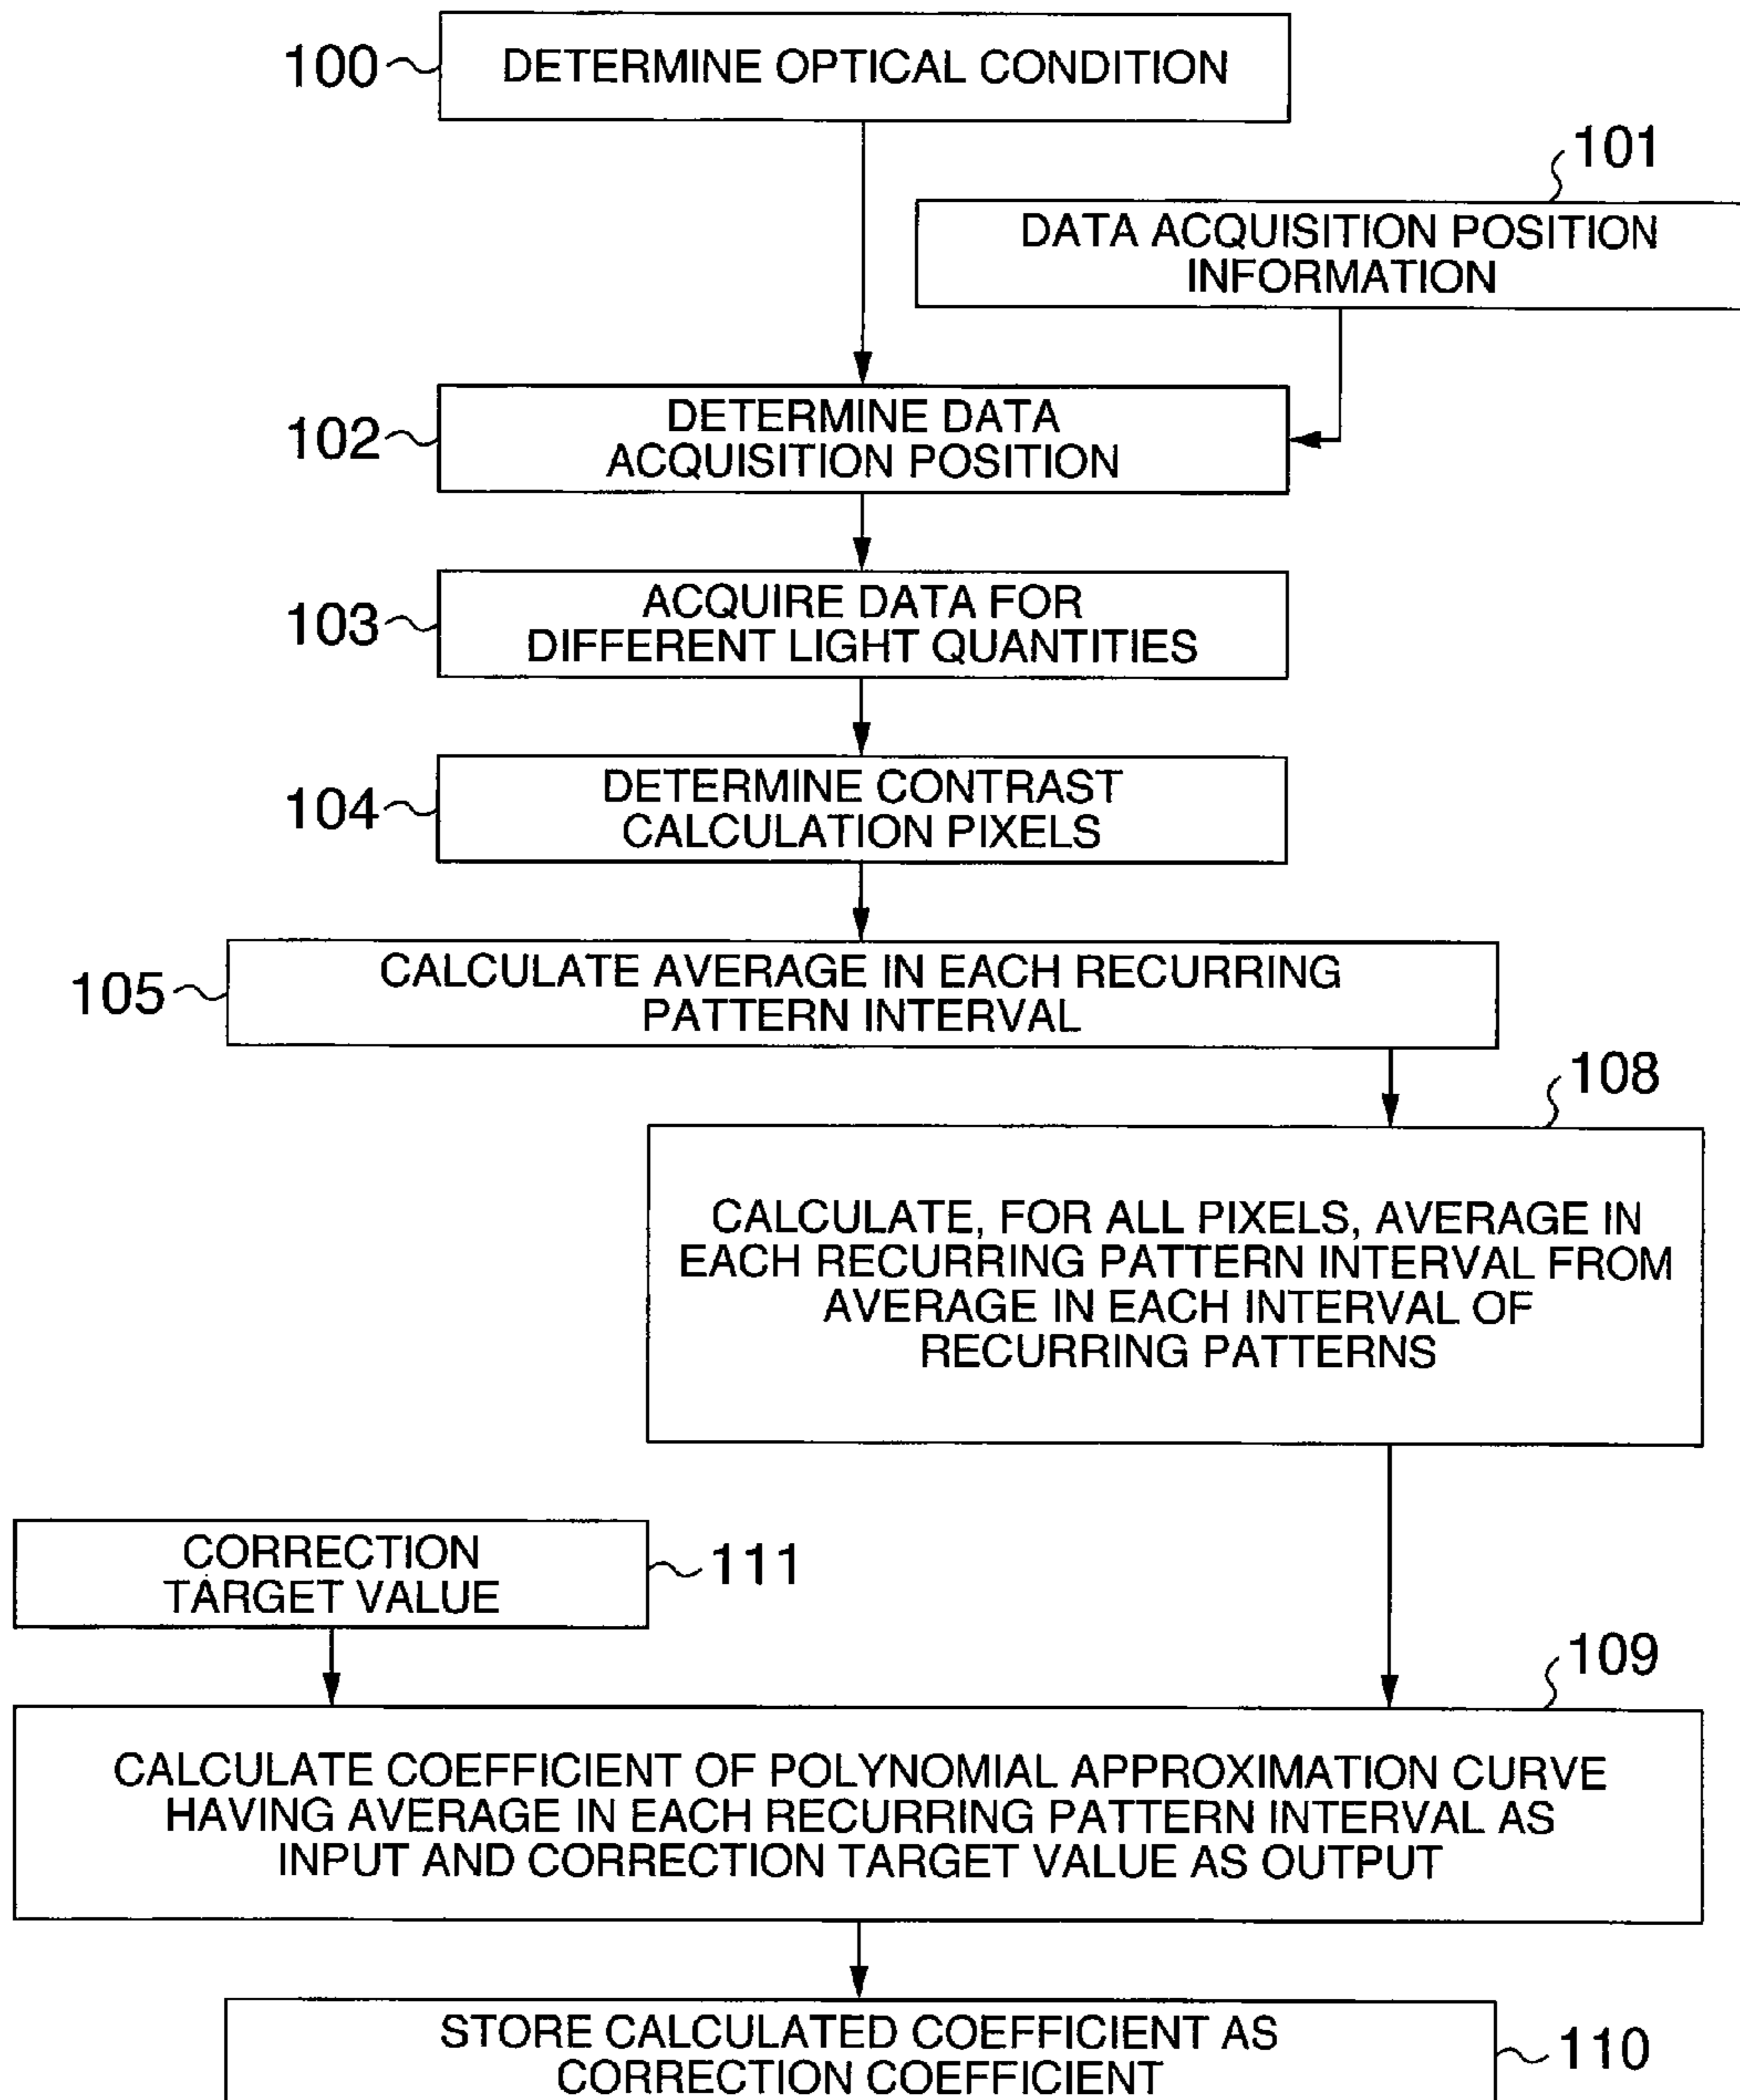 100
DETERMINE OPTICAL CONDITION
101
DATA ACQUISITION POSITION
INFORMATION
102
DETERMINE DATA
ACQUISITION POSITION
103
ACQUIRE DATA FOR
DIFFERENT LIGHT QUANTITIES
104
DETERMINE CONTRAST
CALCULATION PIXELS
105
CALCULATE AVERAGE IN EACH RECURRING
PATTERN INTERVAL
108
CALCULATE, FOR ALL PIXELS, AVERAGE IN
EACH RECURRING PATTERN INTERVAL FROM
AVERAGE IN EACH INTERVAL OF
RECURRING PATTERNS
CORRECTION
TARGET VALUE
111
109
CALCULATE COEFFICIENT OF POLYNOMIAL APPROXIMATION CURVE
HAVING AVERAGE IN EACH RECURRING PATTERN INTERVAL AS
INPUT AND CORRECTION TARGET VALUE AS OUTPUT
STORE CALCULATED COEFFICIENT AS
CORRECTION COEFFICIENT
110